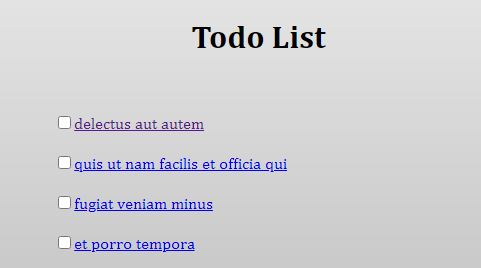 Todo List
delectus aut autem
quis ut nam facilis et officia qui
fugiat veniam minus
et porro tempora